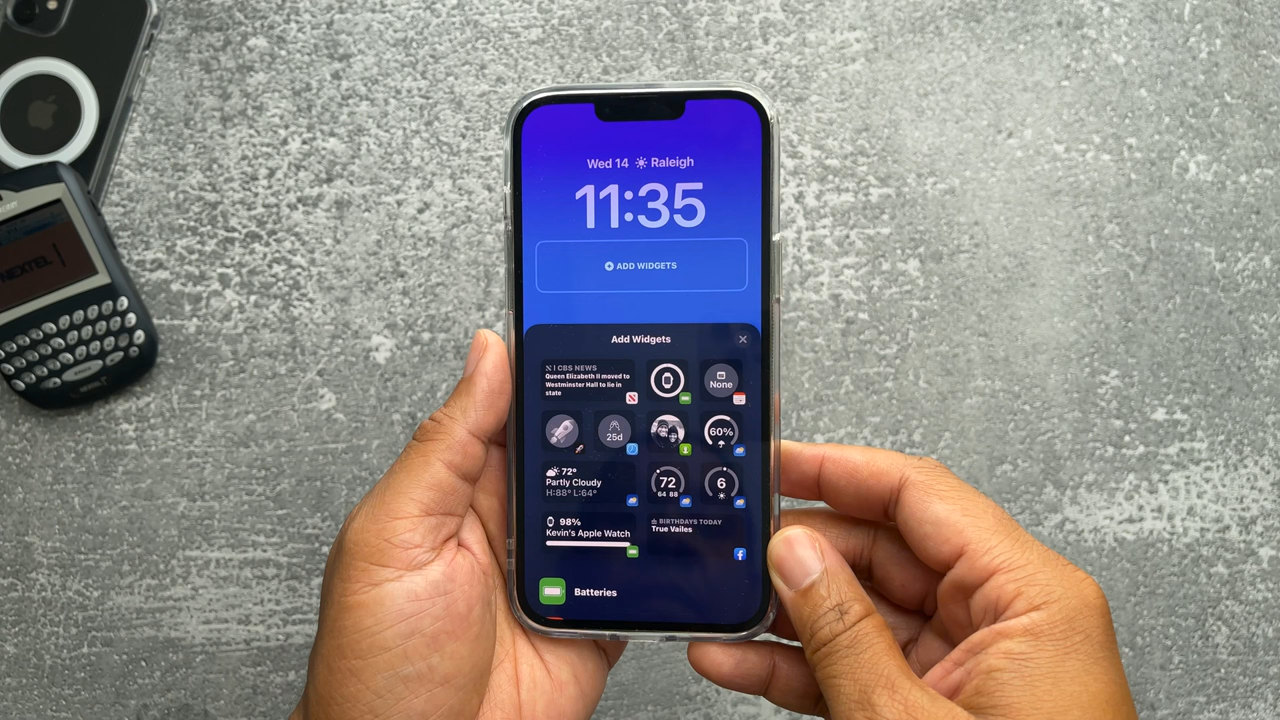 Wed 14 Raleigh
11:35
ADD WIDGETS
Add Widgets
CBS NEWS
Queen Elizabeth II moved to
Westminster Hall to lie in
state
None
25d
60%
72°
Partly Cloudy
H:88° L:64°
72
64 88
6
98%
Kevin's Apple Watch
BIRTHDAYS TODAY
True Vailes
Batteries
NEXTEL